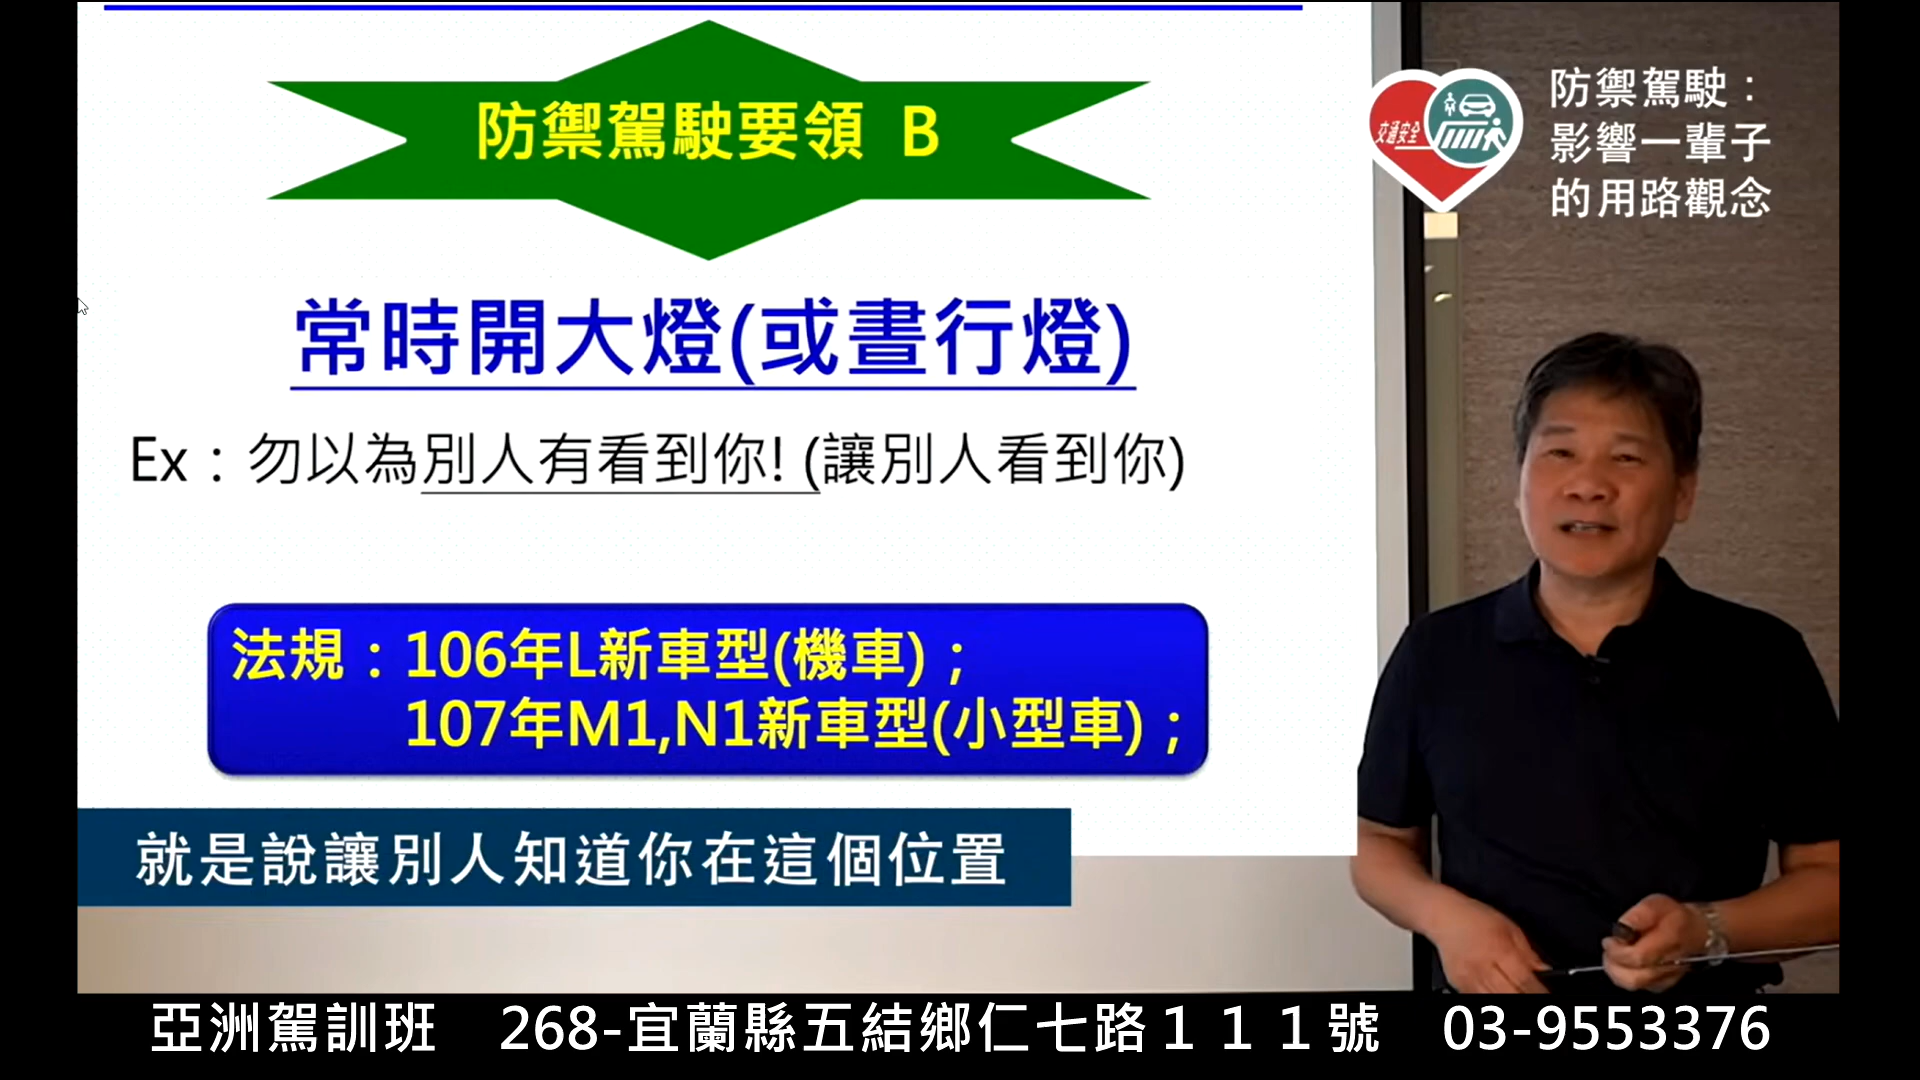 防禦駕駛要領 B
常時開大燈(或晝行燈)
Ex：勿以為別人有看到你! (讓別人看到你)
法規：106年L新車型(機車)；
107年M1,N1新車型(小型車)；
就是說讓別人知道你在這個位置
交通安全
防禦駕駛：
影響一輩子
的用路觀念
亞洲駕訓班 268-宜蘭縣五結鄉仁七路１１１號 03-9553376